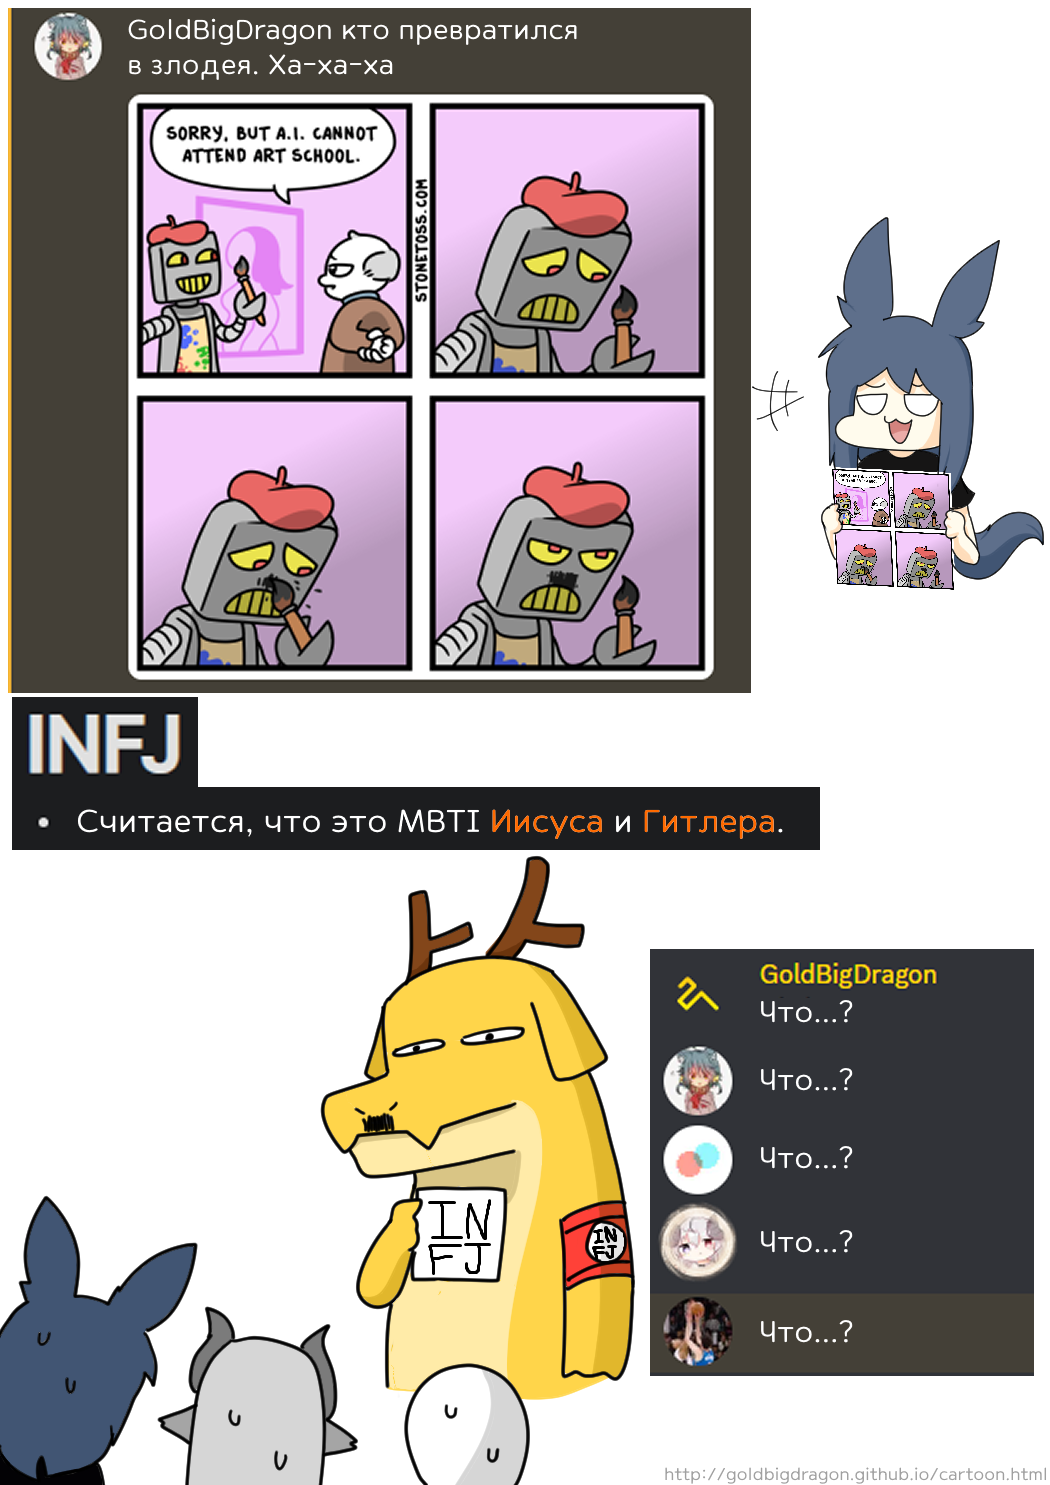 GoldBigDragon кто превратился
в злодея. Ха-ха-ха
SORRY, BUT A.I. CANNOT
ATTEND ART SCHOOL.
STONETOSS.COM
INFJ
• Считается, что это MBTI Иисуса и Гитлера.
GoldBigDragon
Что...?
Что...?
Что...?
Что...?
Что...?
IN
FJ
IN
FJ
http://goldbigdragon.github.io/cartoon.html